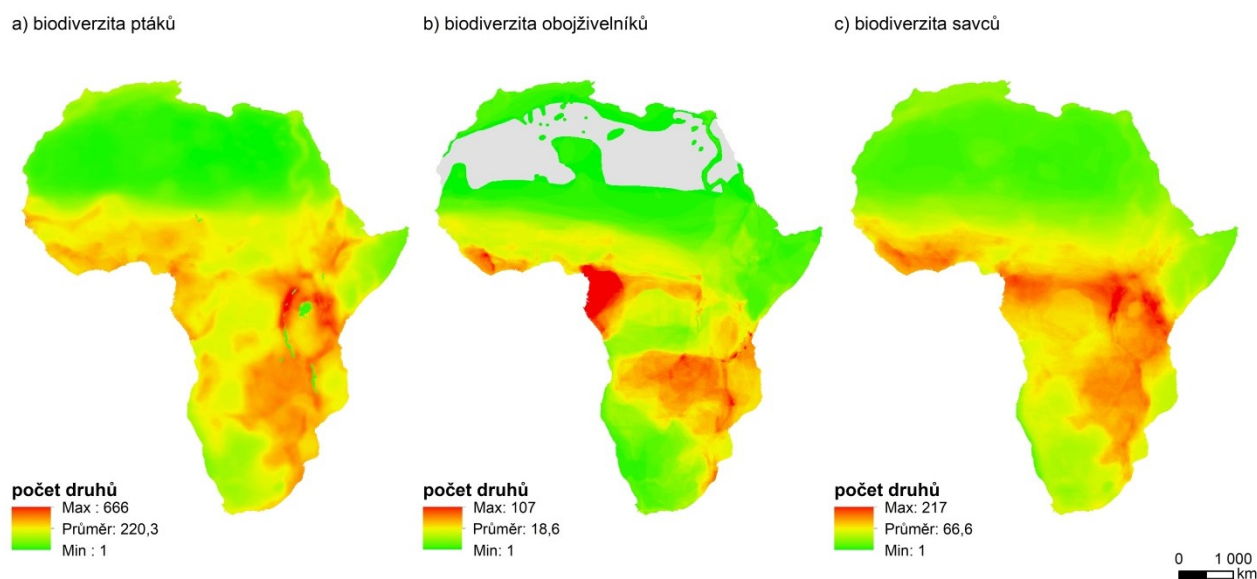 a) biodiverzita ptáků
b) biodiverzita obojživelníků
c) biodiverzita savců
počet druhů
Max : 666
Průměr: 220,3
Min : 1
počet druhů
Max: 107
Průměr: 18,6
Min: 1
počet druhů
Max: 217
Průměr: 66,6
Min: 1
0 1 000
km